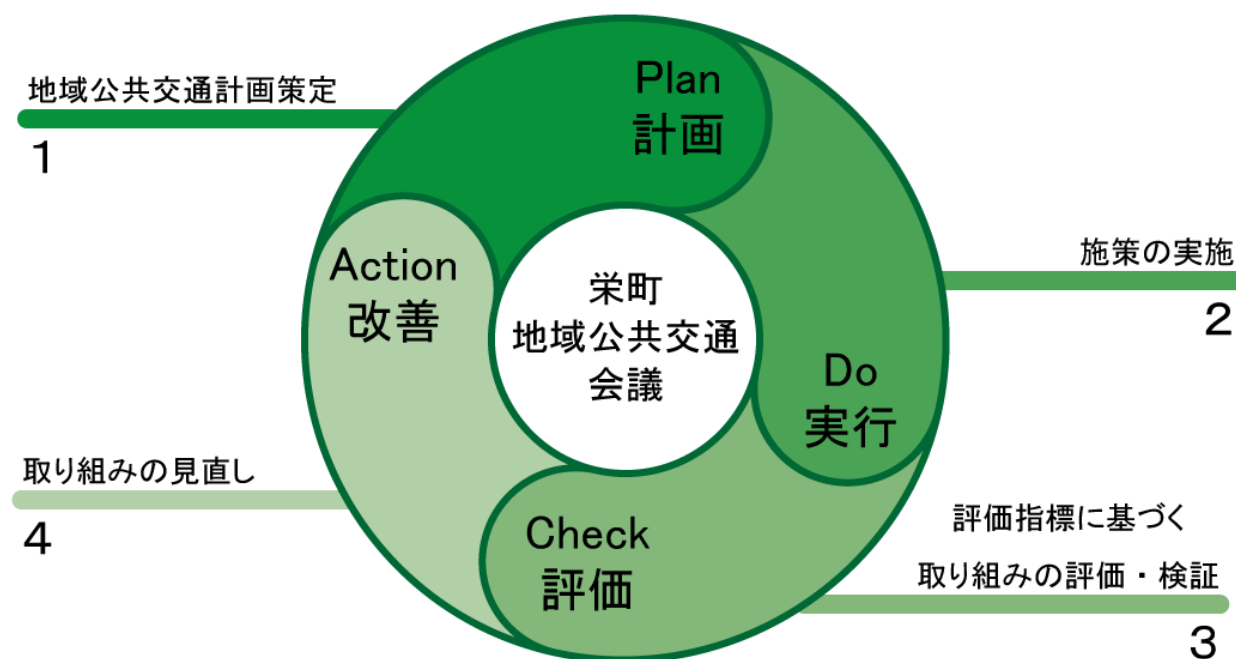 地域公共交通計画策定
1
Plan
計画
施策の実施
2
Do
実行
評価指標に基づく
取り組みの評価・検証
3
Check
評価
取り組みの見直し
4
Action
改善
栄町
地域公共交通
会議